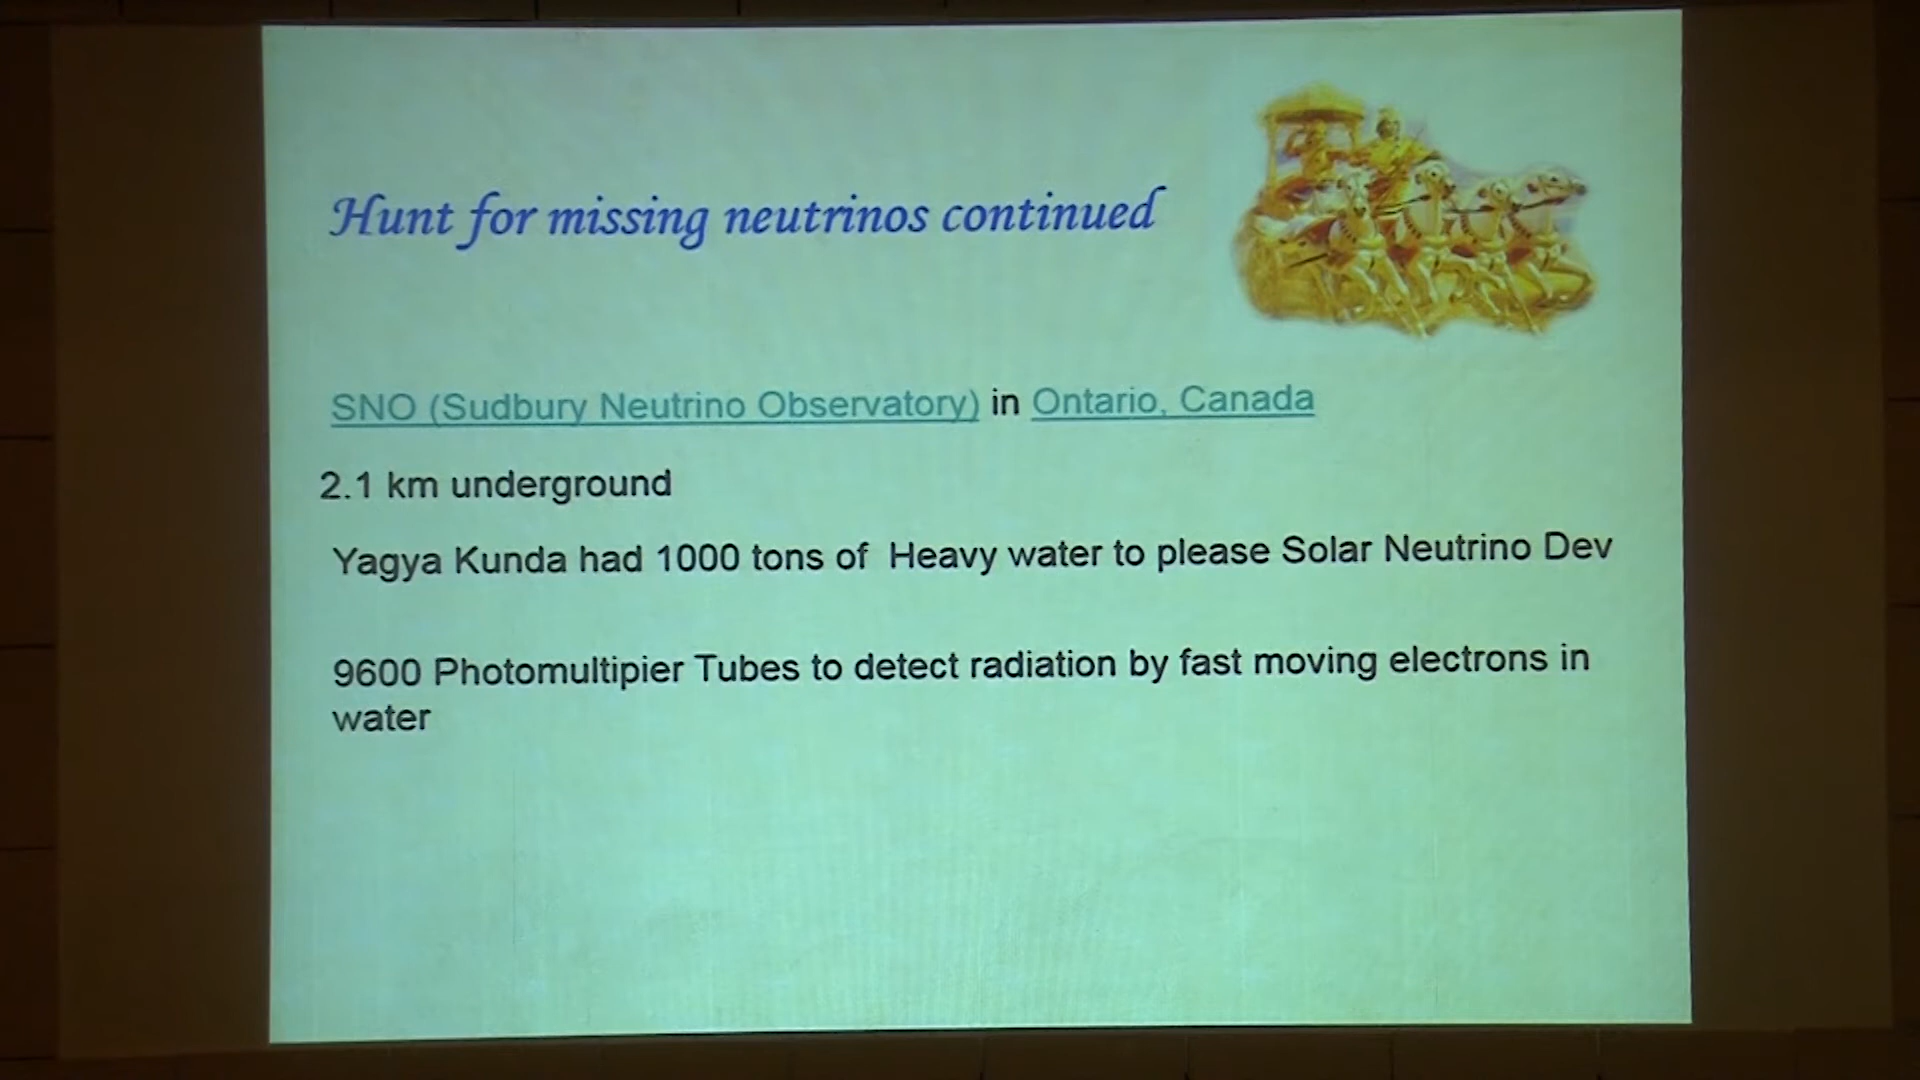 Hunt for missing neutrinos continued
SNO (Sudbury Neutrino Observatory) in Ontario, Canada
2.1 km underground
Yagya Kunda had 1000 tons of Heavy water to please Solar Neutrino Dev
9600 Photomultipier Tubes to detect radiation by fast moving electrons in
water